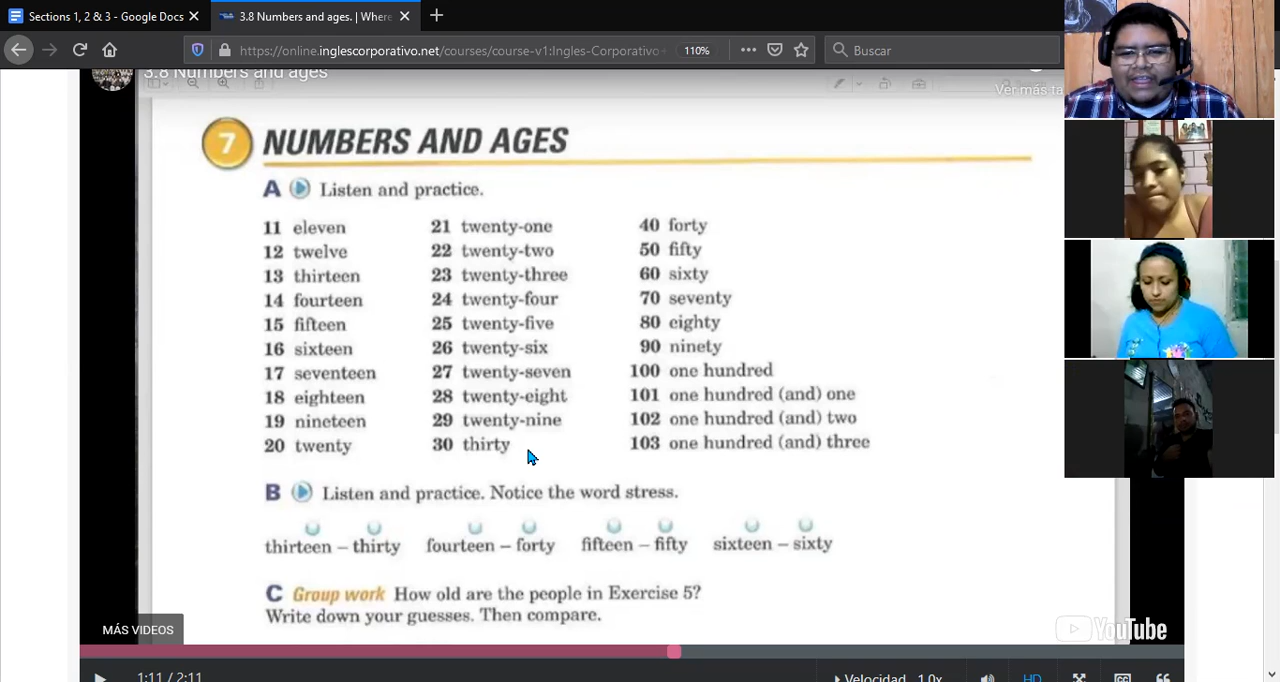 Sections 1, 2 & 3 - Google Docs
3.8 Numbers and ages. | Where
https://online.inglescorporativo.net/courses/course-v1:Ingles-Corporativo+
110%
Buscar
3.8 Numbers and ages
Ver más ta
7 NUMBERS AND AGES
A Listen and practice.
11 eleven 21 twenty-one 40 forty
12 twelve 22 twenty-two 50 fifty
13 thirteen 23 twenty-three 60 sixty
14 fourteen 24 twenty-four 70 seventy
15 fifteen 25 twenty-five 80 eighty
16 sixteen 26 twenty-six 90 ninety
17 seventeen 27 twenty-seven 100 one hundred
18 eighteen 28 twenty-eight 101 one hundred (and) one
19 nineteen 29 twenty-nine 102 one hundred (and) two
20 twenty 30 thirty 103 one hundred (and) three
B Listen and practice. Notice the word stress.
thirteen – thirty fourteen – forty fifteen – fifty sixteen – sixty
C Group work How old are the people in Exercise 5?
Write down your guesses. Then compare.
MÁS VIDEOS
YouTube
1:11 / 2:11 Velocidad 1.0x HD CC